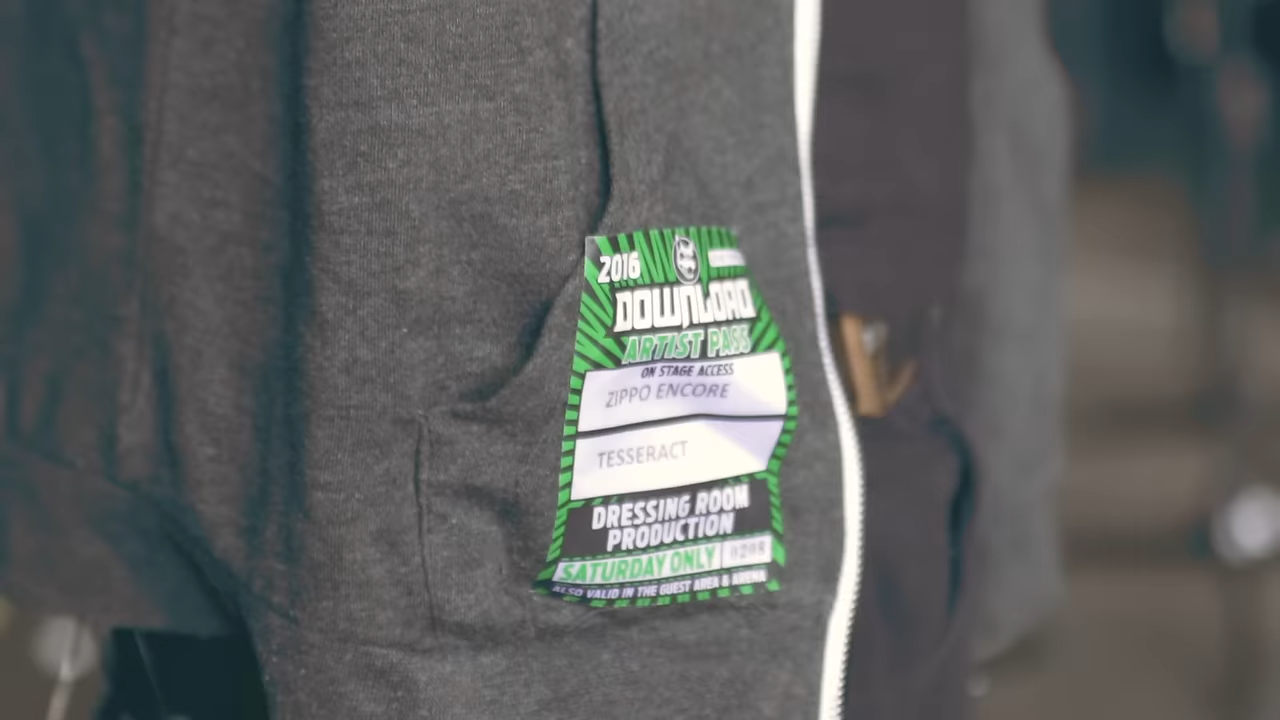 2016
DOWNLOAD
ARTIST PASS
ON STAGE ACCESS
ZIPPO ENCORE
TESSERACT
DRESSING ROOM
PRODUCTION
SATURDAY ONLY
ALSO VALID IN THE GUEST AREA & ARENA